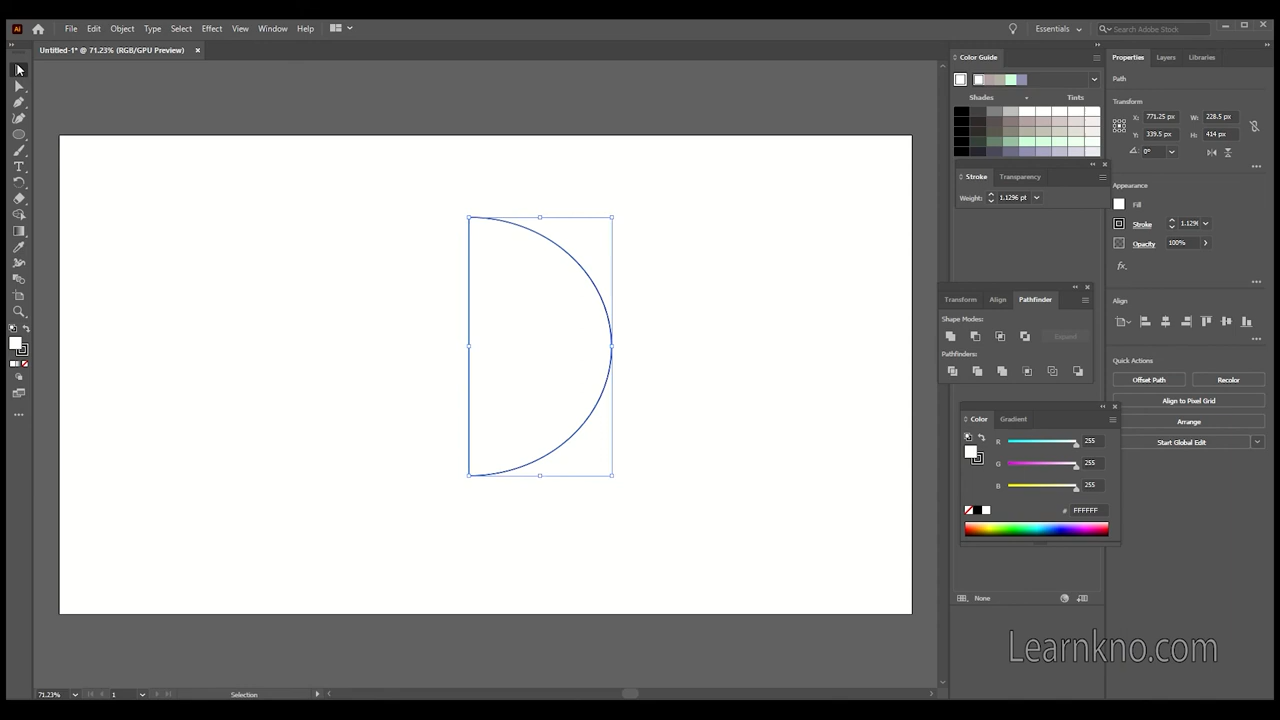 Ai File Edit Object Type Select Effect View Window Help Essentials Search Adobe Stock
Untitled-1* @ 71.23% (RGB/GPU Preview)
Color Guide
Shades Tints
Stroke Transparency
Weight: 1.1296 pt
Transform Align Pathfinder
Shape Modes:
Expand
Pathfinders:
Color Gradient
R 255
G 255
B 255
# FFFFFF
None
Properties Layers Libraries
Path
Transform
X: 771.25 px W: 228.5 px
Y: 339.5 px H: 414 px
0°
Appearance
Fill
Stroke 1.129
Opacity 100%
fx.
Align
Quick Actions
Offset Path Recolor
Align to Pixel Grid
Arrange
Start Global Edit
Learnkno.com
71.23% 1 Selection